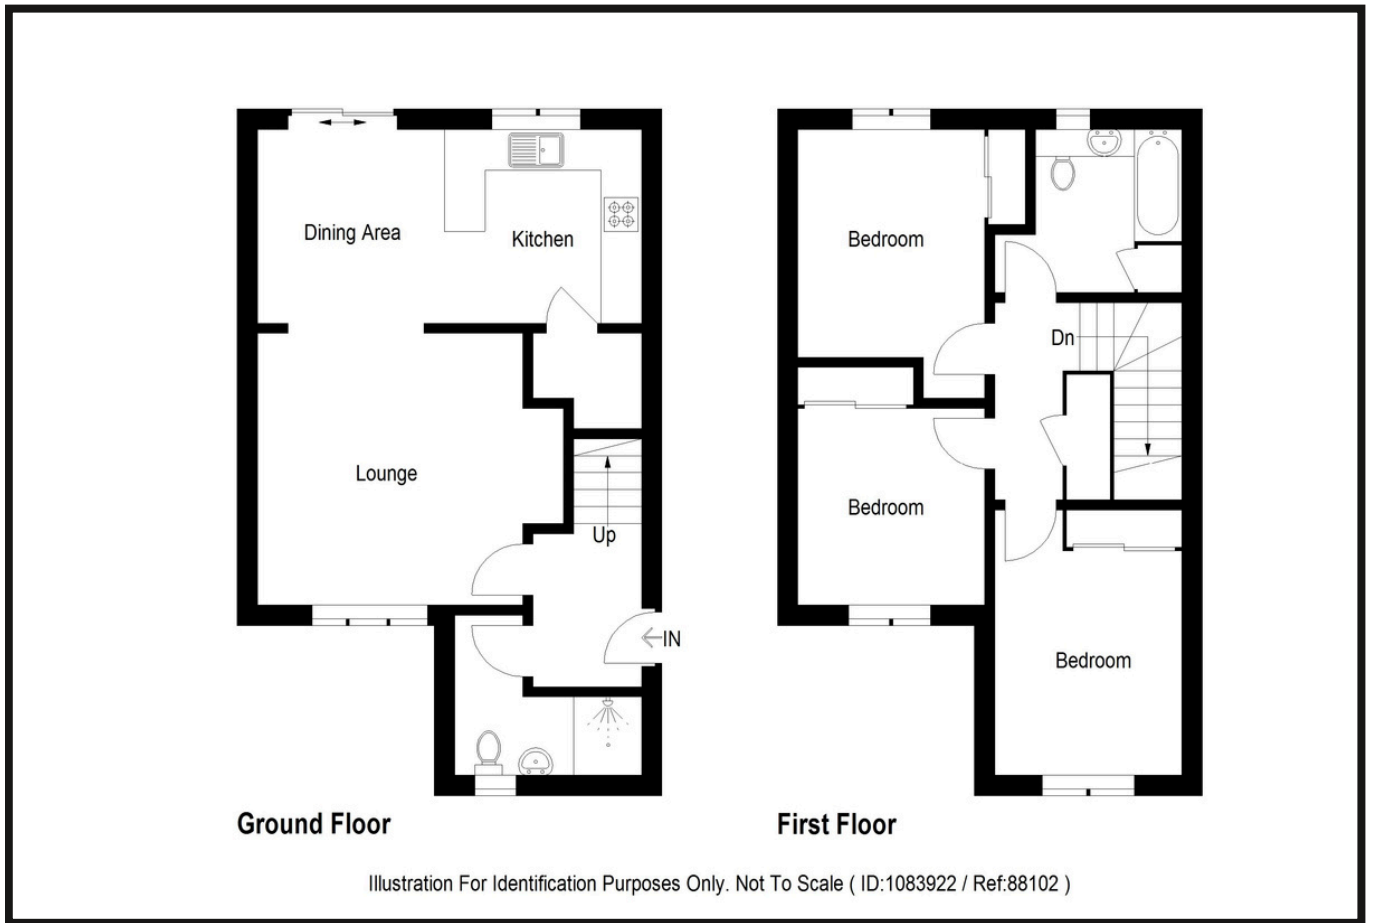 Dining Area
Kitchen
Lounge
Up
IN
Ground Floor
Bedroom
Dn
Bedroom
Bedroom
First Floor
Illustration For Identification Purposes Only. Not To Scale ( ID:1083922 / Ref:88102 )